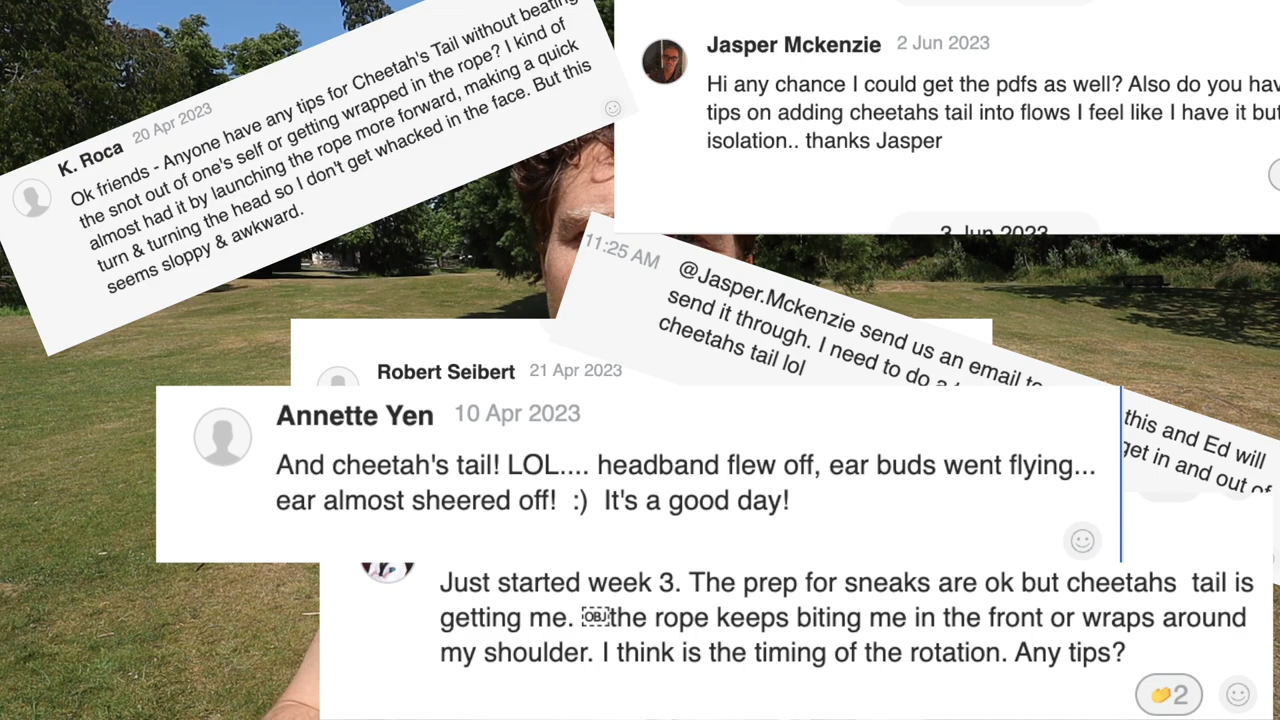 K. Roca 20 Apr 2023
Ok friends - Anyone have any tips for Cheetah's Tail without beating
the snot out of one's self or getting wrapped in the rope? I kind of
almost had it by launching the rope more forward, making a quick
turn & turning the head so I don't get whacked in the face. But this
seems sloppy & awkward.
Jasper Mckenzie 2 Jun 2023
Hi any chance I could get the pdfs as well? Also do you
tips on adding cheetahs tail into flows I feel like I have it but
isolation.. thanks Jasper
3 Jun 2023
11:25 AM
@Jasper.Mckenzie send us an email to this and Ed will
send it through. I need to do get in and out of
cheetahs tail lol
Robert Seibert 21 Apr 2023
Annette Yen 10 Apr 2023
And cheetah's tail! LOL.... headband flew off, ear buds went flying...
ear almost sheered off!  :)  It's a good day!
Just started week 3. The prep for sneaks are ok but cheetahs  tail is
getting me. OBJ the rope keeps biting me in the front or wraps around
my shoulder. I think is the timing of the rotation. Any tips?
2